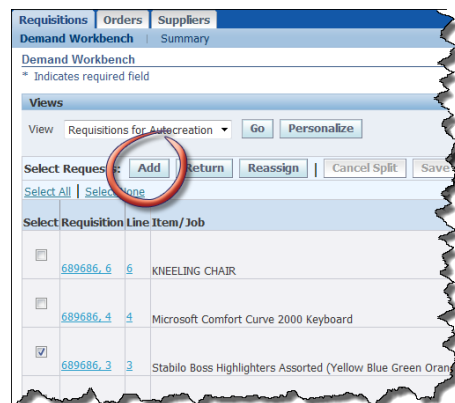 Requisitions Orders Suppliers
Demand Workbench | Summary
Demand Workbench
* Indicates required field
Views
View Requisitions for Autocreation Go Personalize
Select Requests: Add Return Reassign | Cancel Split Save
Select All | Select None
Select Requisition Line Item/Job
689686, 6 6 KNEELING CHAIR
689686, 4 4 Microsoft Comfort Curve 2000 Keyboard
689686, 3 3 Stabilo Boss Highlighters Assorted (Yellow Blue Green Oran